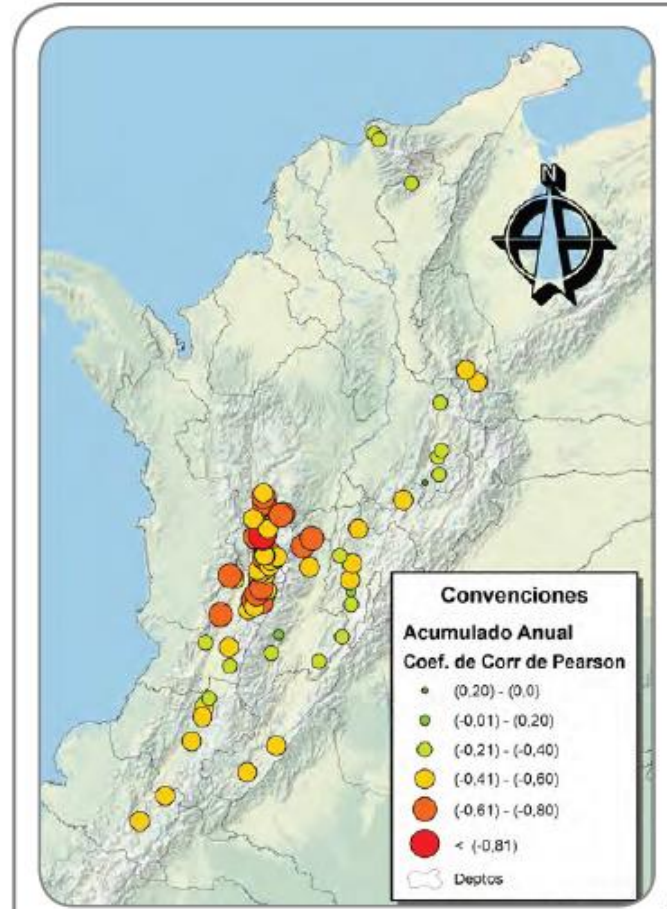 N
Convenciones
Acumulado Anual
Coef. de Corr de Pearson
(0,20) - (0,0)
(-0,01) - (0,20)
(-0,21) - (-0,40)
(-0,41) - (-0,60)
(-0,61) - (-0,80)
< (-0,81)
Deptos